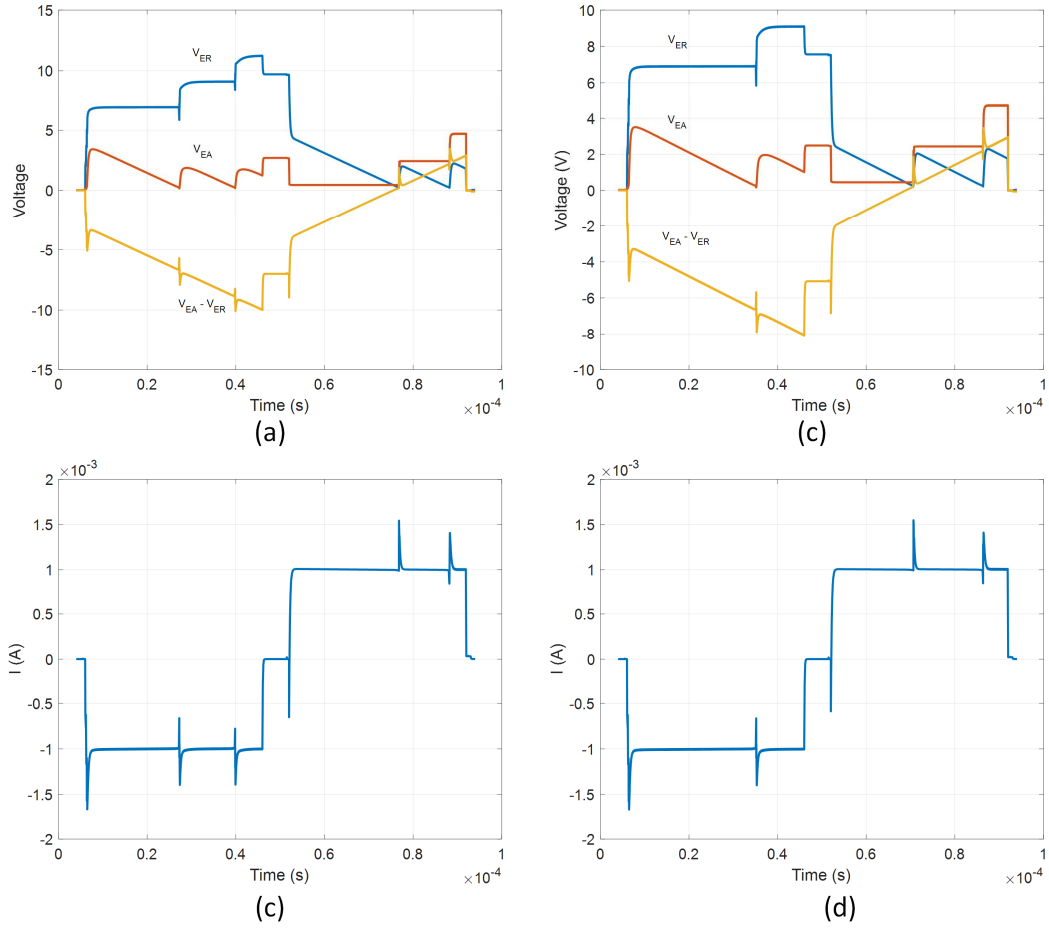 15
10
5
0
-5
-10
-15
Voltage
V_ER
V_EA
V_EA - V_ER
0 0.2 0.4 0.6 0.8 1
Time (s)
×10^-4
(a)
10
8
6
4
2
0
-2
-4
-6
-8
-10
Voltage (V)
V_ER
V_EA
V_EA - V_ER
0 0.2 0.4 0.6 0.8 1
Time (s)
×10^-4
(c)
×10^-3
2
1.5
1
0.5
0
-0.5
-1
-1.5
-2
I (A)
0 0.2 0.4 0.6 0.8 1
Time (s)
×10^-4
(c)
×10^-3
2
1.5
1
0.5
0
-0.5
-1
-1.5
-2
I (A)
0 0.2 0.4 0.6 0.8 1
Time (s)
×10^-4
(d)